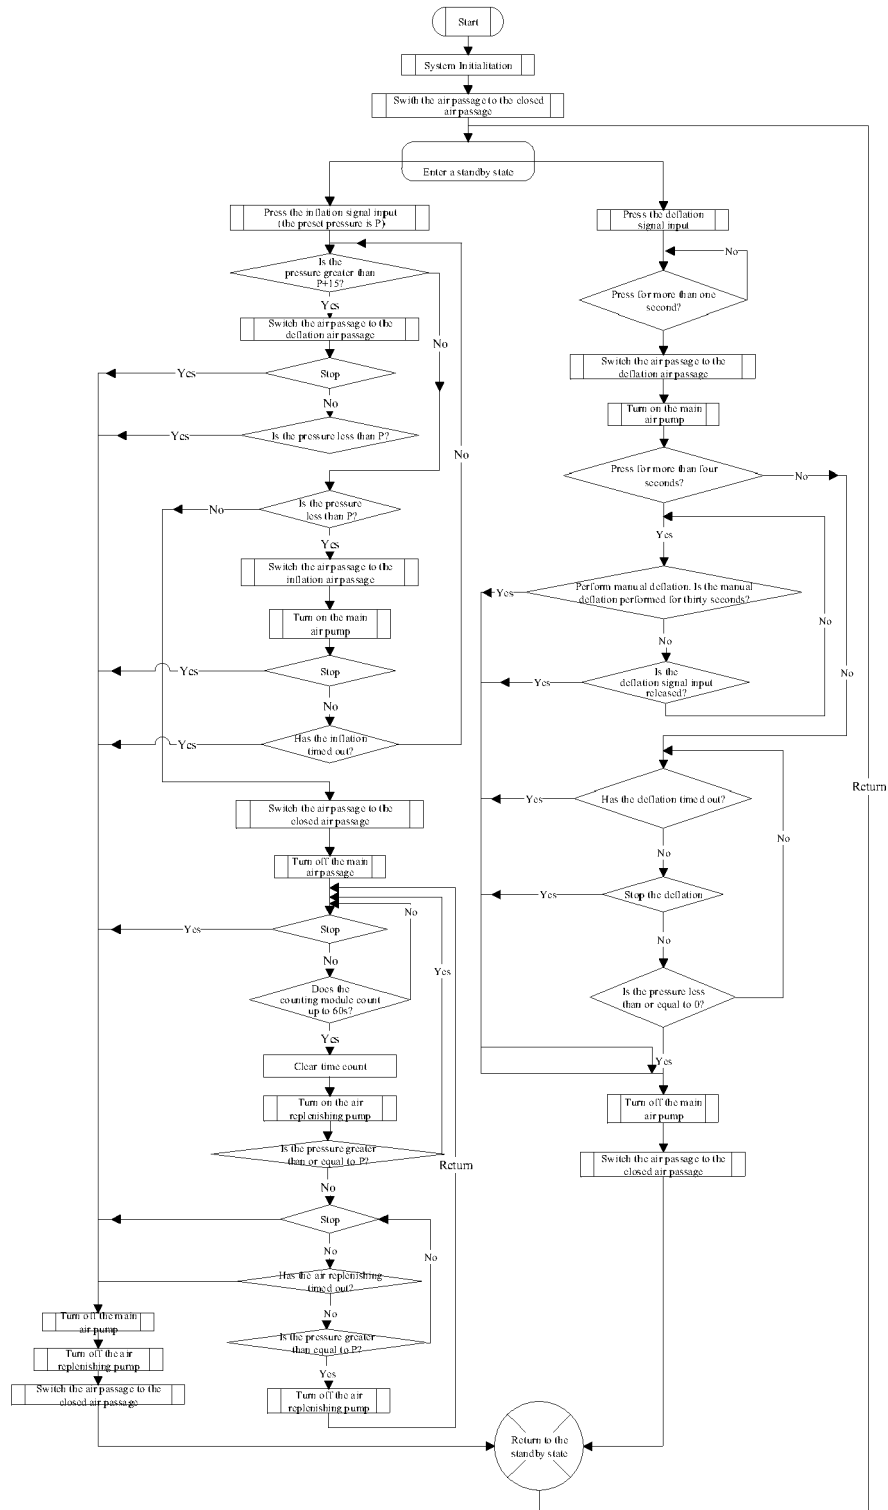 Start
System Initialitation
Swith the air passage to the closed
air passage
Enter a standby state
Press the inflation signal input
(the preset pressure is P)
Is the
pressure greater than
P+15?
Yes
No
Switch the air passage to the
deflation air passage
Stop
Yes
No
Is the pressure less than P?
Yes
No
Is the pressure
less than P?
No
Yes
Switch the air passage to the
inflation air passage
Turn on the main
air pump
Stop
Yes
No
Has the inflation
timed out?
Yes
Switch the air passage to the
closed air passage
Turn off the main
air passage
Stop
Yes
No
No
Yes
Does the
counting module count
up to 60s?
Yes
Clear time count
Turn on the air
replenishing pump
Is the pressure greater
than or equal to P?
Return
No
Stop
No
No
Has the air replenishing
timed out?
No
Is the pressure greater
than equal to P?
Yes
Turn off the air
replenishing pump
Turn off the main
air pump
Turn off the air
replenishing pump
Switch the air passage to the
closed air passage
Press the deflation
signal input
No
Press for more than one
second?
Switch the air passage to the
deflation air passage
Turn on the main
air pump
Press for more than four
seconds?
No
Yes
Perform manual deflation. Is the manual
deflation performed for thirty seconds?
Yes
No
No
Is the
deflation signal input
released?
Yes
No
Has the deflation timed out?
Yes
No
No
Stop the deflation
Yes
No
Is the pressure less
than or equal to 0?
Yes
Turn off the main
air pump
Switch the air passage to the
closed air passage
Return
Return to the
standby state